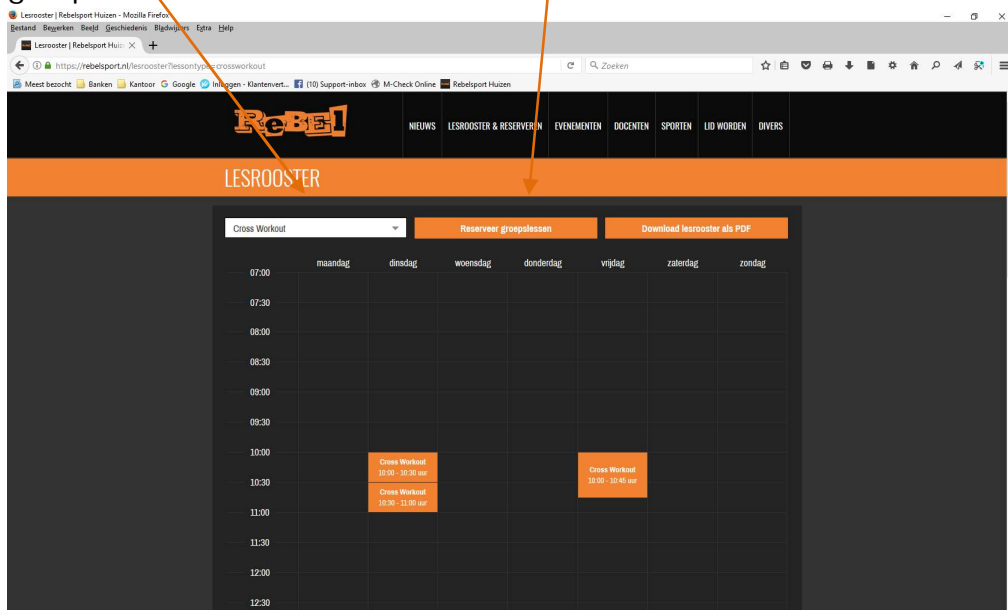 Lesrooster | Rebelsport Huizen - Mozilla Firefox
Bestand Bewerken Beeld Geschiedenis Bladwijzers Extra Help
Lesrooster | Rebelsport Huiz
https://rebelsport.nl/lesrooster?lessontype=crossworkout
Zoeken
Meest bezocht Banken Kantoor Google Inloggen - Klantenvert... (10) Support-inbox M-Check Online Rebelsport Huizen
ReBEl NIEUWS LESROOSTER & RESERVEREN EVENEMENTEN DOCENTEN SPORTEN LID WORDEN DIVERS
LESROOSTER
Cross Workout Reserveer groepslessen Download lesrooster als PDF
maandag dinsdag woensdag donderdag vrijdag zaterdag zondag
07:00
07:30
08:00
08:30
09:00
09:30
10:00
Cross Workout
10:00 - 10:30 uur
Cross Workout
10:00 - 10:45 uur
10:30
Cross Workout
10:30 - 11:00 uur
11:00
11:30
12:00
12:30